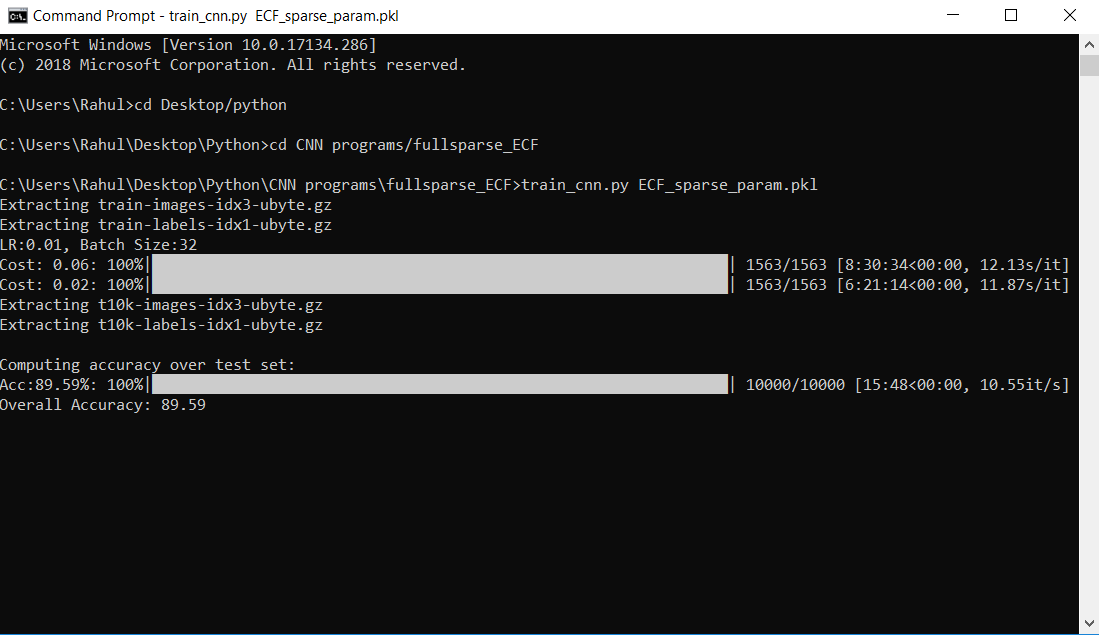 Command Prompt - train_cnn.py  ECF_sparse_param.pkl
Microsoft Windows [Version 10.0.17134.286]
(c) 2018 Microsoft Corporation. All rights reserved.
C:\Users\Rahul>cd Desktop/python
C:\Users\Rahul\Desktop\Python>cd CNN programs/fullsparse_ECF
C:\Users\Rahul\Desktop\Python\CNN programs\fullsparse_ECF>train_cnn.py ECF_sparse_param.pkl
Extracting train-images-idx3-ubyte.gz
Extracting train-labels-idx1-ubyte.gz
LR:0.01, Batch Size:32
Cost: 0.06: 100%| | 1563/1563 [8:30:34<00:00, 12.13s/it]
Cost: 0.02: 100%| | 1563/1563 [6:21:14<00:00, 11.87s/it]
Extracting t10k-images-idx3-ubyte.gz
Extracting t10k-labels-idx1-ubyte.gz
Computing accuracy over test set:
Acc:89.59%: 100%| | 10000/10000 [15:48<00:00, 10.55it/s]
Overall Accuracy: 89.59